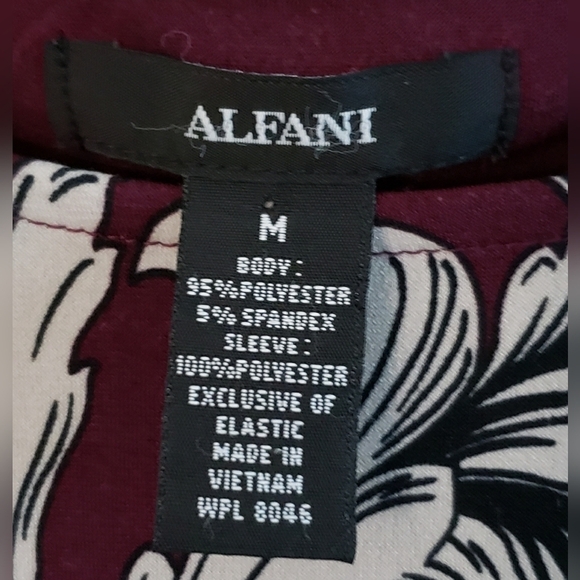 ALFANI
M
BODY:
95%POLYESTER
5% SPANDEX
SLEEVE:
100%POLYESTER
EXCLUSIVE OF
ELASTIC
MADE IN
VIETNAM
WPL 8046